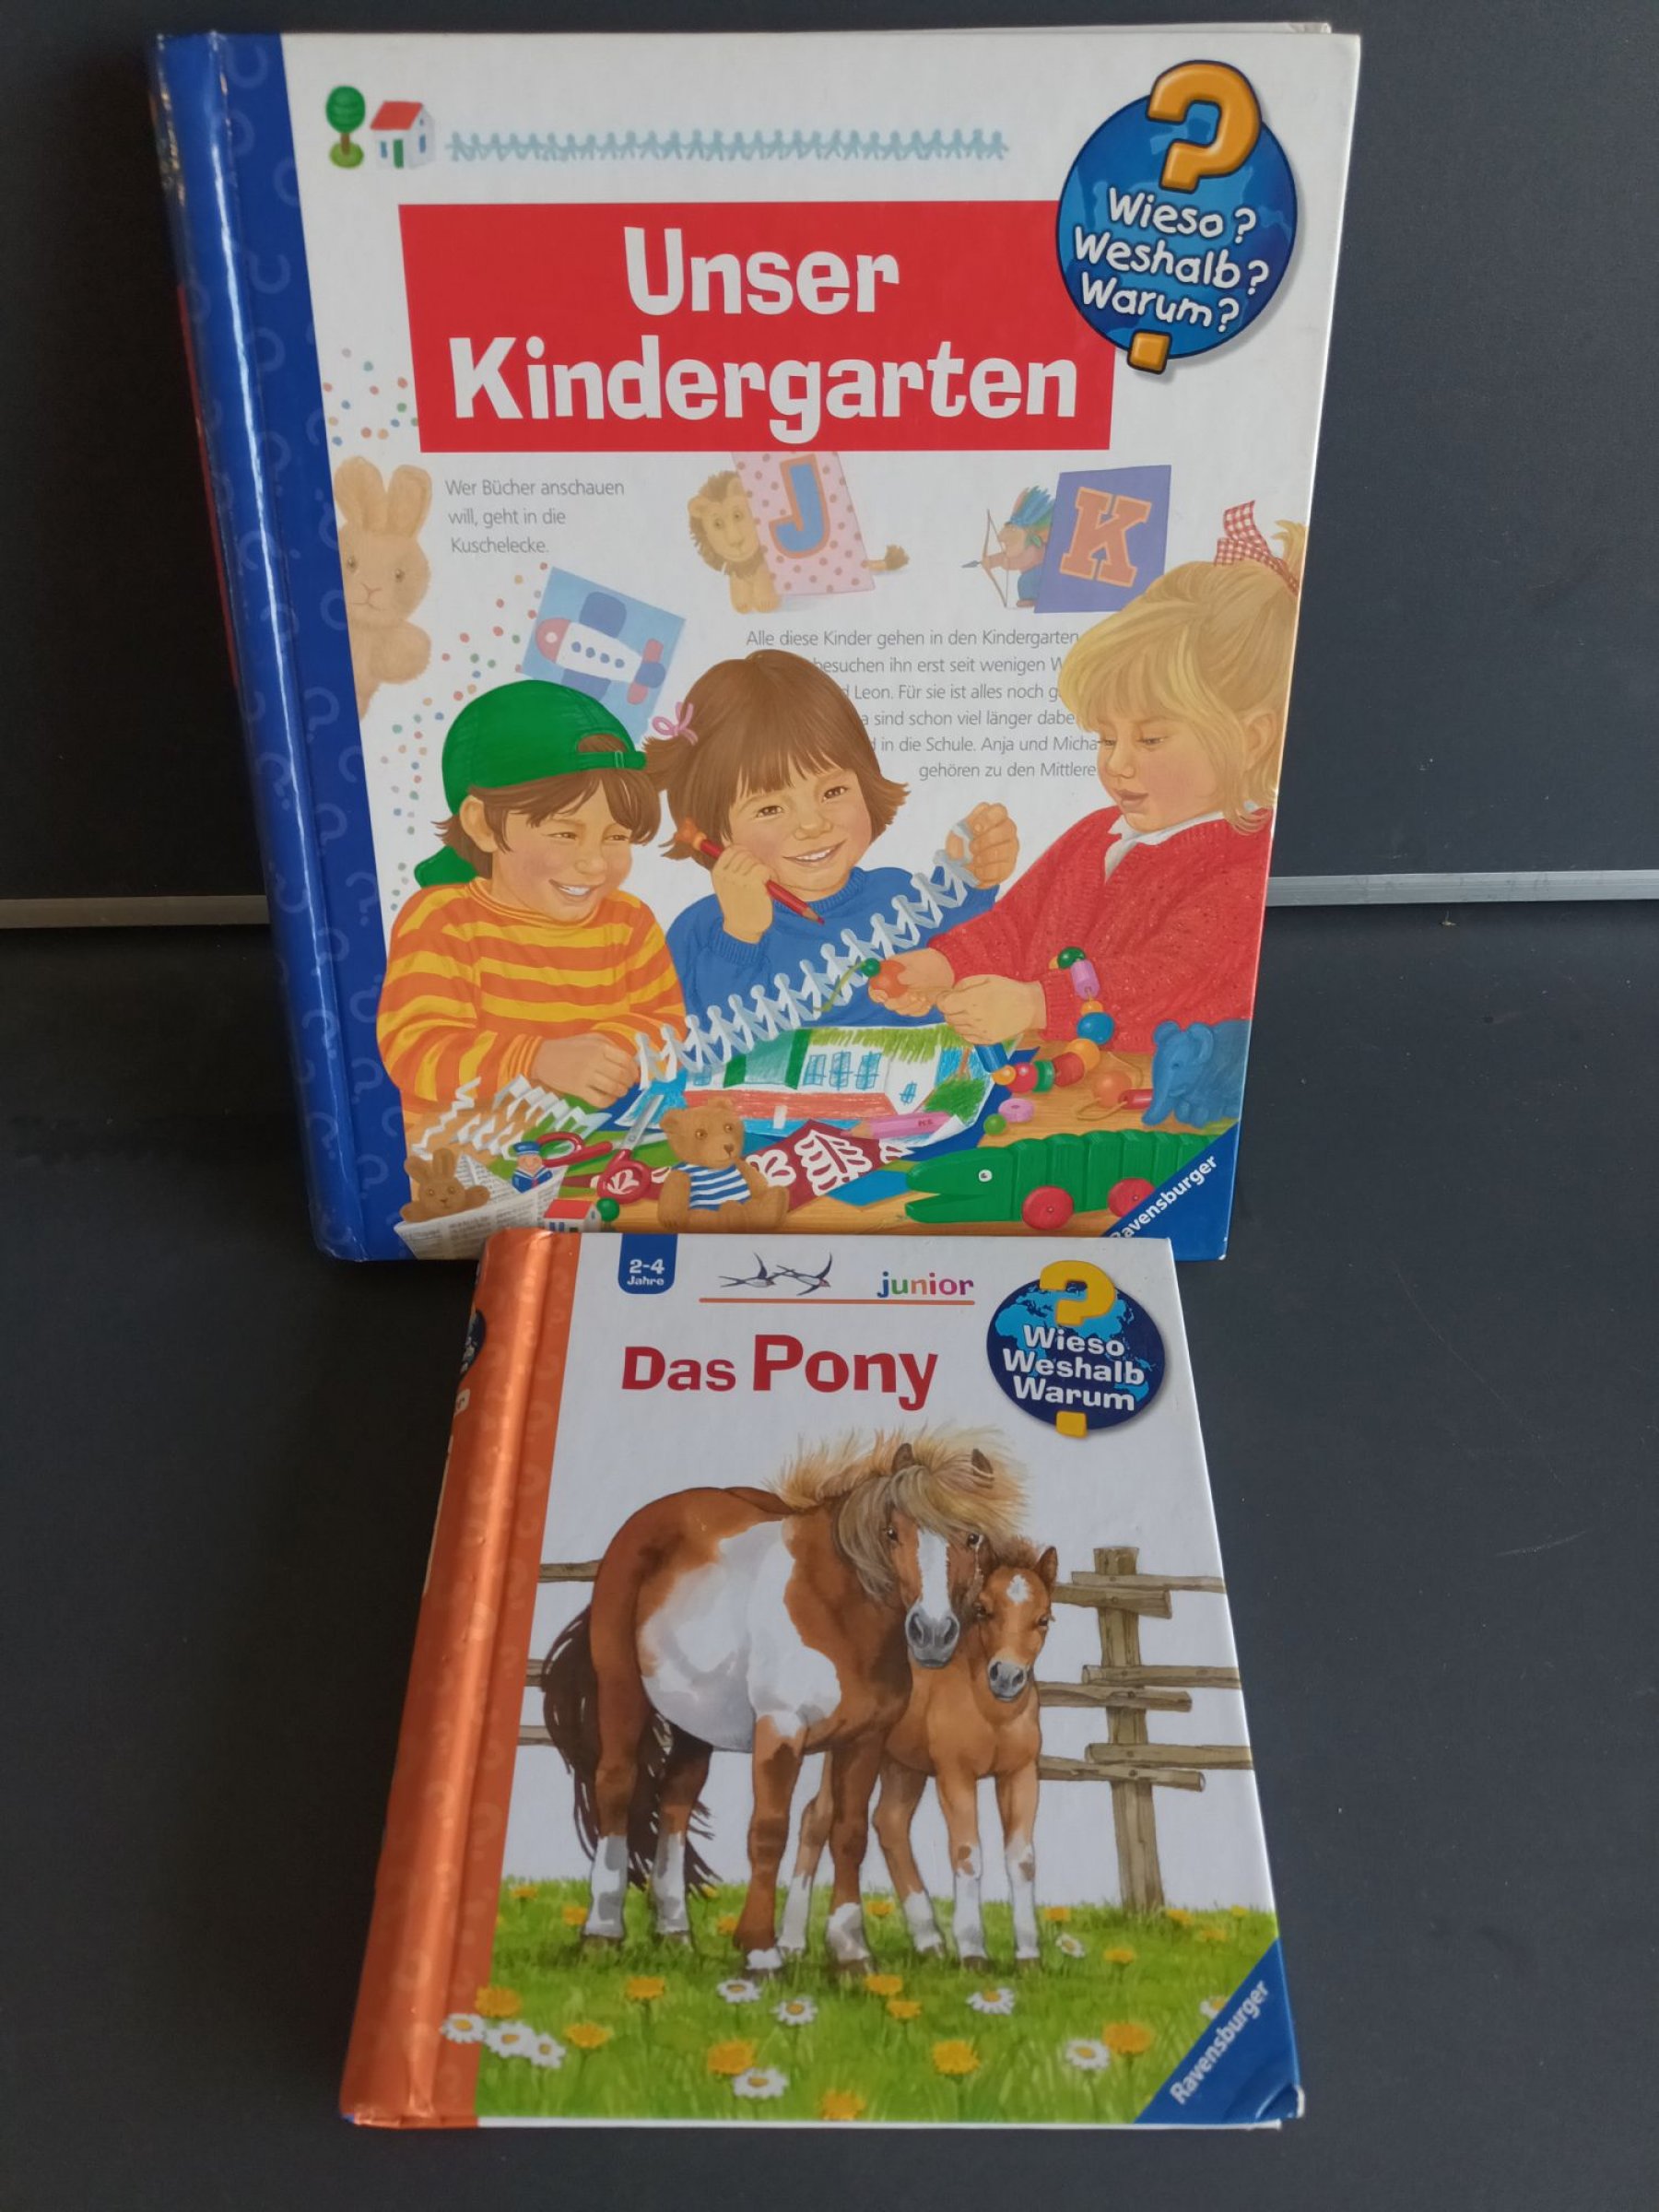 Unser
Kindergarten
Wieso?
Weshalb?
Warum?
Wer Bücher anschauen
will, geht in die
Kuschelecke.
J
K
Alle diese Kinder gehen in den Kindergarten
besuchen ihn erst seit wenigen
Leon. Für sie ist alles noch
sind schon viel länger
in die Schule. Anja und Micha
gehören zu den
Ravensburger
2-4
Jahre
junior
Das Pony
Wieso
Weshalb
Warum
?
Ravensburger